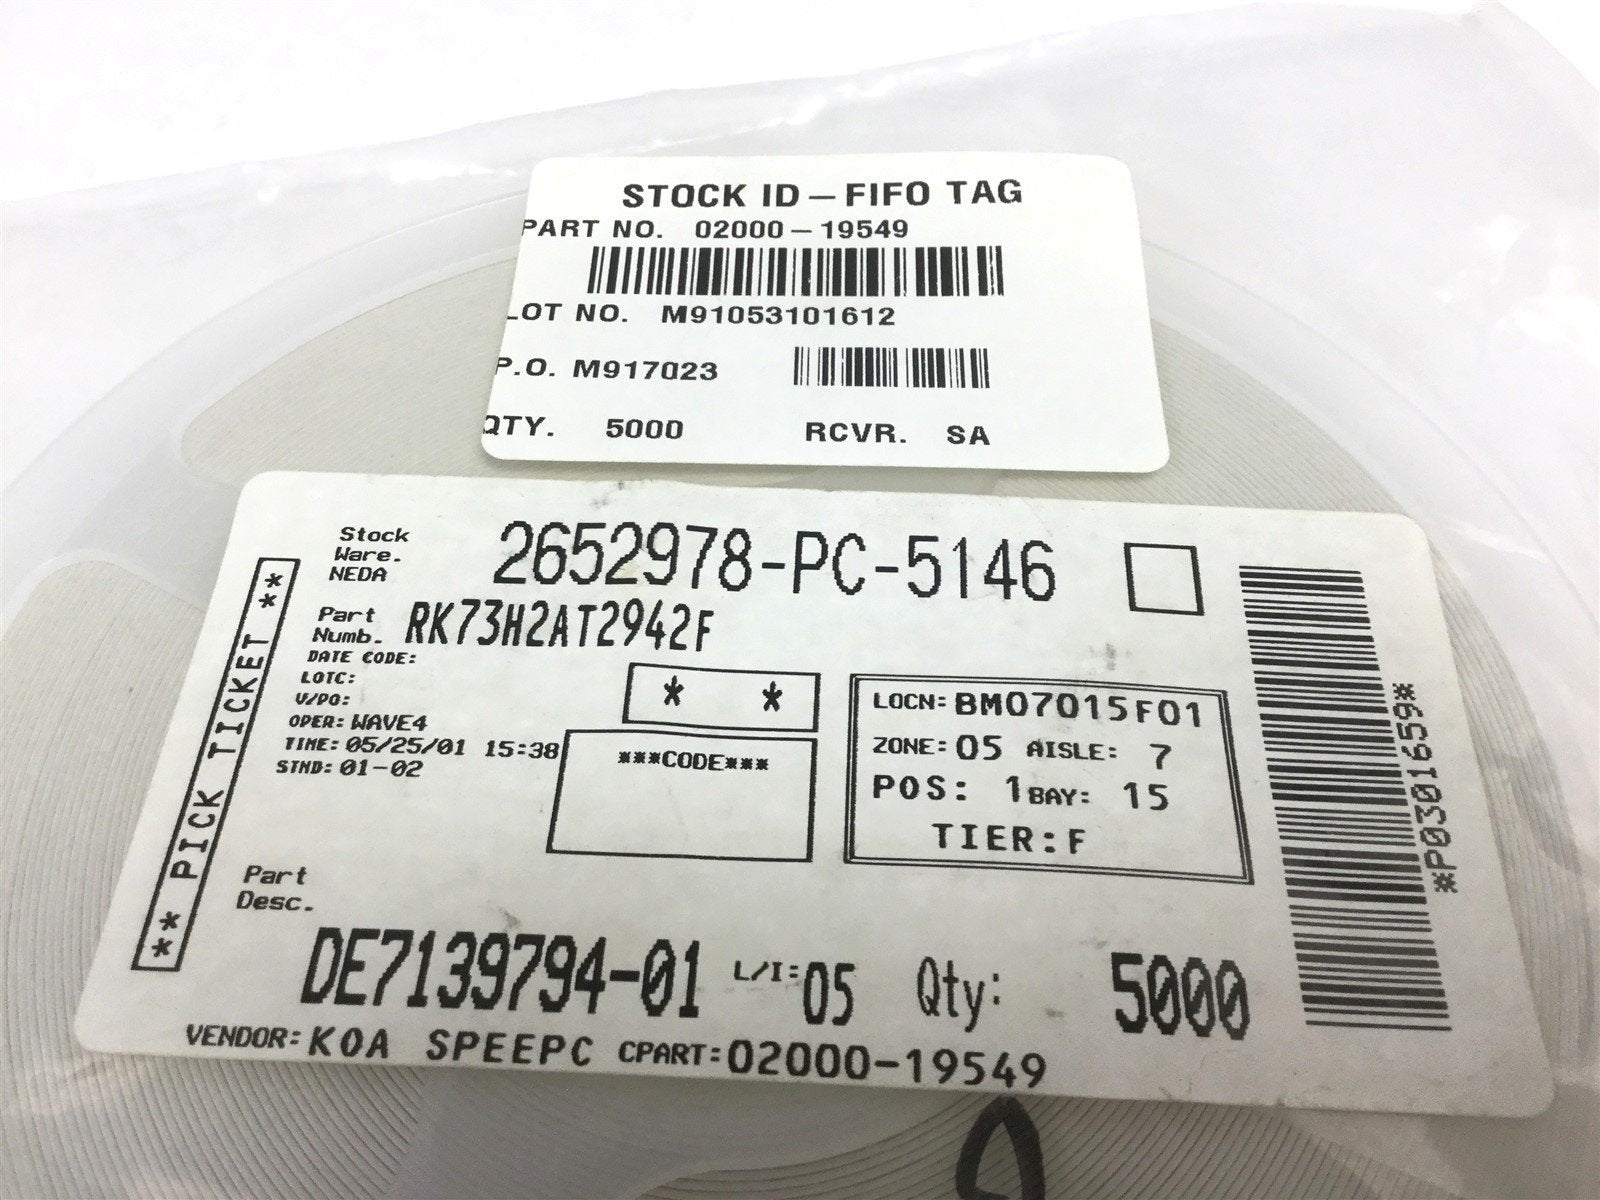 STOCK ID – FIFO TAG
PART NO. 02000–19549
LOT NO. M91053101612
P.O. M917023
QTY. 5000 RCVR. SA
** PICK TICKET **
Stock
Ware.
NEDA
2652978-PC-5146
Part
Numb. RK73H2AT2942F
DATE CODE:
LOTC:
V/PO:
OPER: WAVE4
TIME: 05/25/01 15:38
STND: 01-02
* *
***CODE***
LOCN: BM07015F01
ZONE: 05 AISLE: 7
POS: 1 BAY: 15
TIER: F
*P0301659*
Part
Desc.
DE7139794-01 L/I: 05 Qty: 5000
VENDOR: KOA SPEEPC CPART: 02000-19549